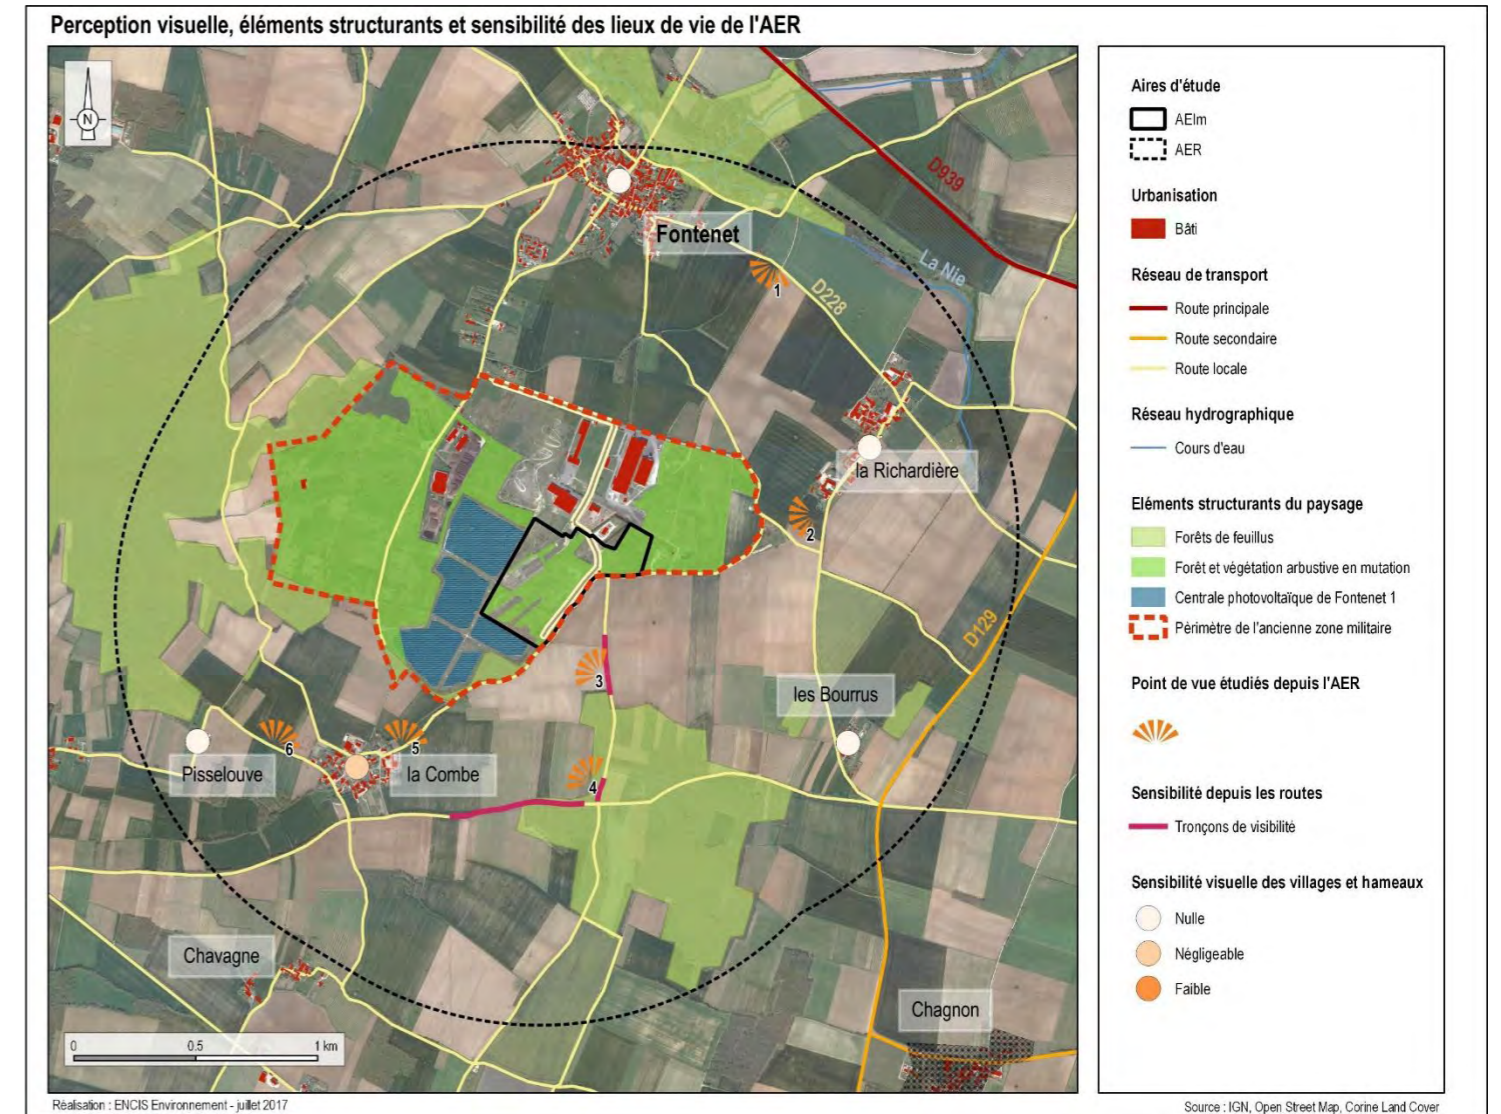 Perception visuelle, éléments structurants et sensibilité des lieux de vie de l'AER
N
D939
Fontenet
La Nie
1
D228
la Richardière
2
D129
3
les Bourrus
6
5
Pisselouve
la Combe
4
Chavagne
Chagnon
0 0.5 1 km
Aires d'étude
AEIm
AER
Urbanisation
Bâti
Réseau de transport
Route principale
Route secondaire
Route locale
Réseau hydrographique
Cours d'eau
Eléments structurants du paysage
Forêts de feuillus
Forêt et végétation arbustive en mutation
Centrale photovoltaïque de Fontenet 1
Périmètre de l'ancienne zone militaire
Point de vue étudiés depuis l'AER
Sensibilité depuis les routes
Tronçons de visibilité
Sensibilité visuelle des villages et hameaux
Nulle
Négligeable
Faible
Réalisation : ENCIS Environnement - juillet 2017
Source : IGN, Open Street Map, Corine Land Cover